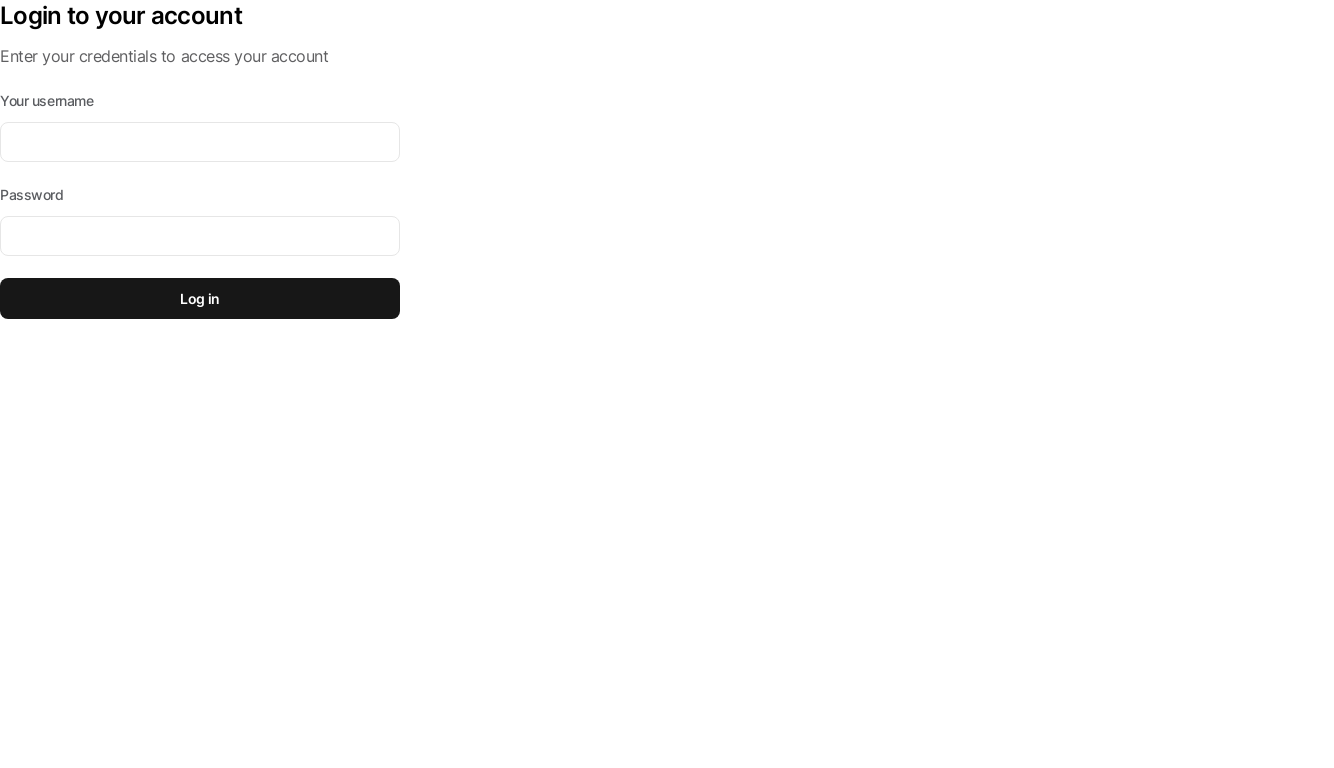 Login to your account
Enter your credentials to access your account
Your username
Password
Log in